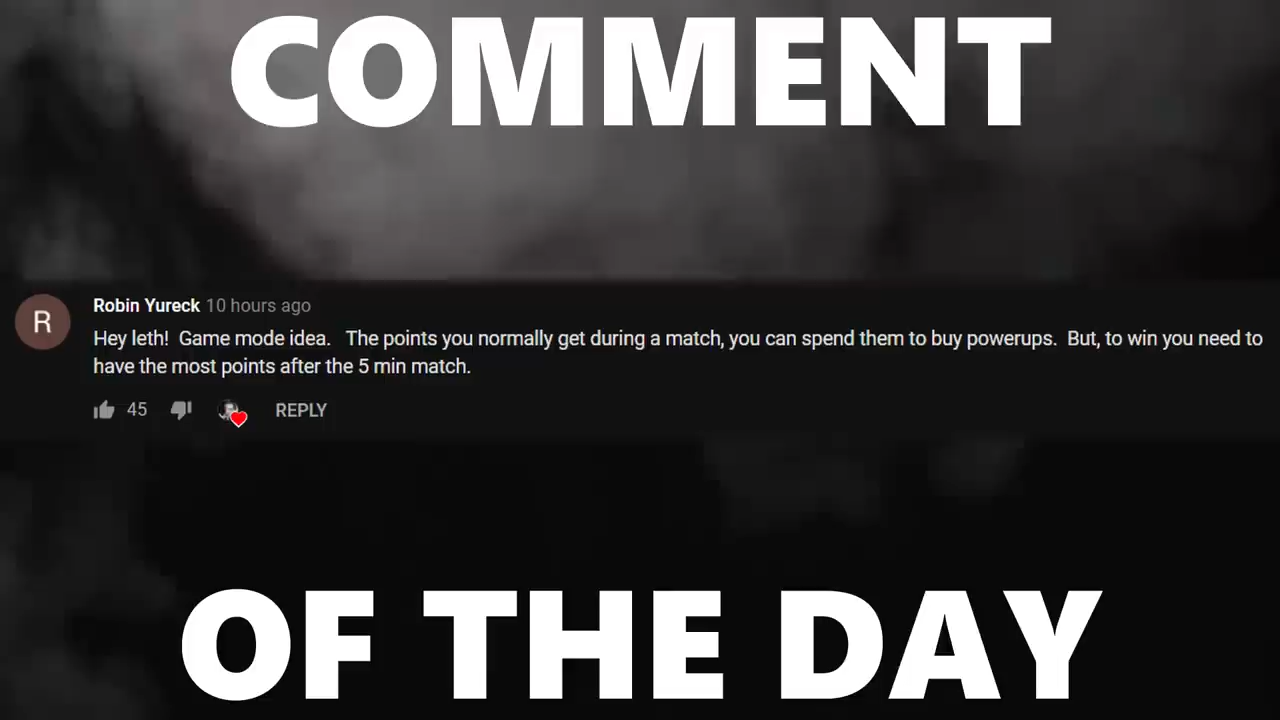 COMMENT
R
Robin Yureck 10 hours ago
Hey leth!  Game mode idea.   The points you normally get during a match, you can spend them to buy powerups.  But, to win you need to
have the most points after the 5 min match.
45 REPLY
OF THE DAY